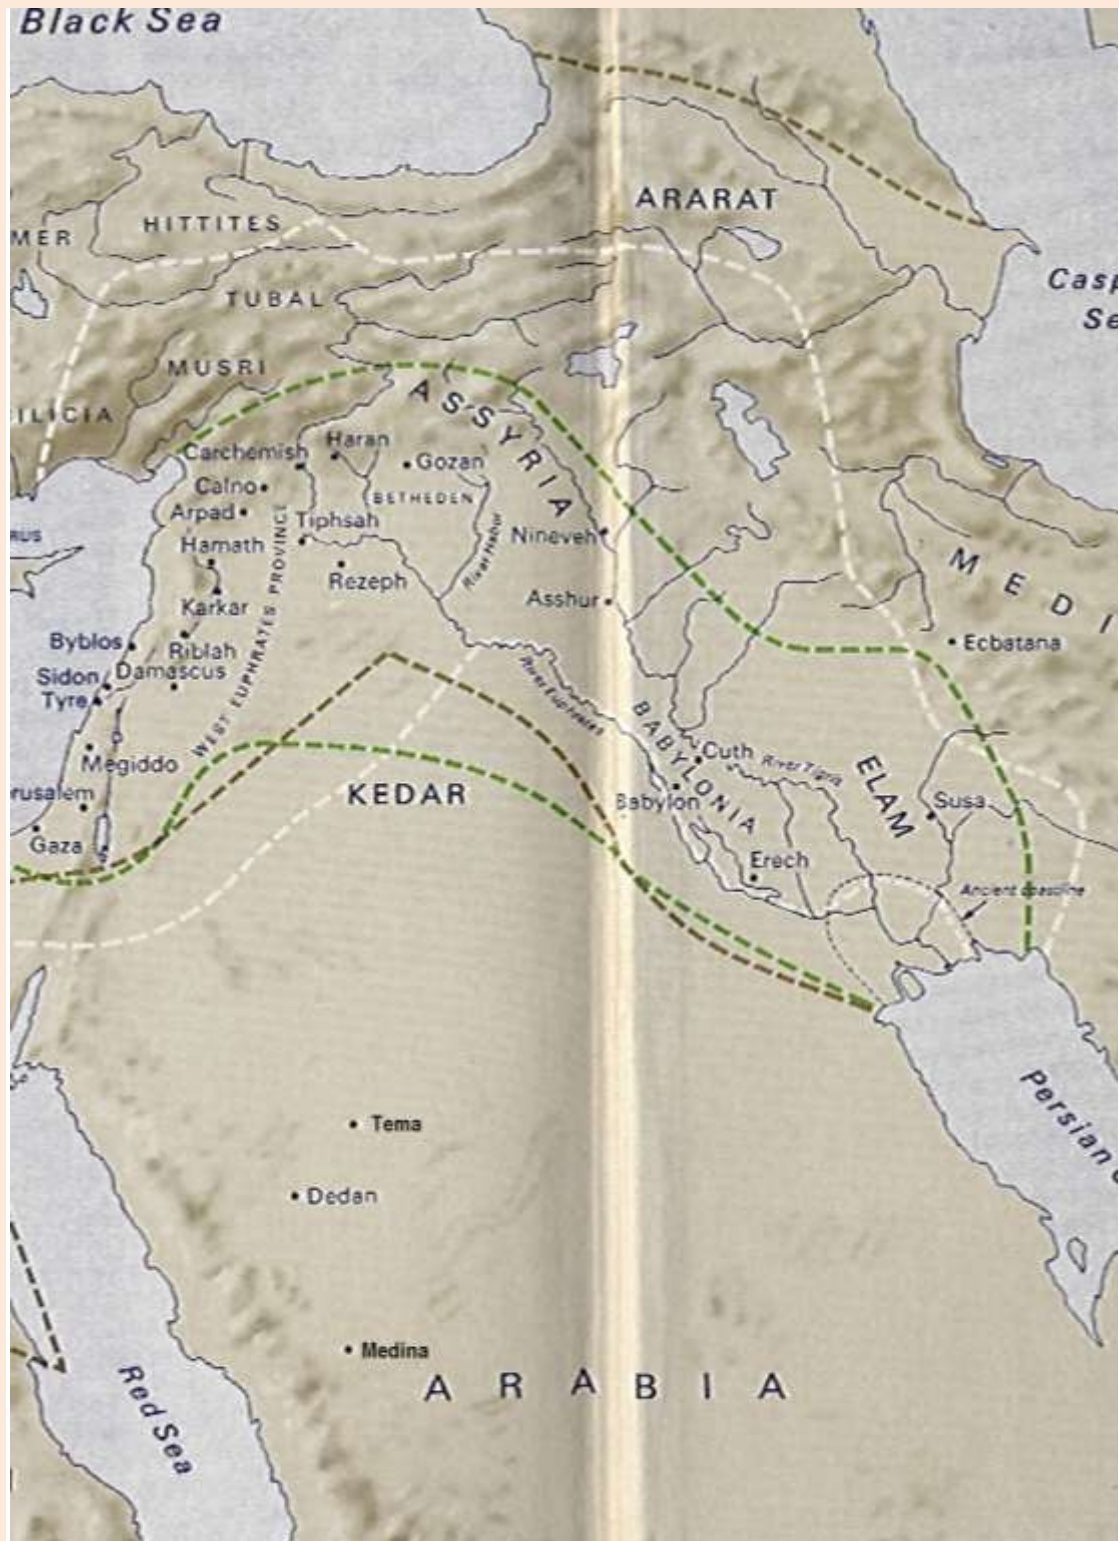 Black Sea
ARARAT
HITTITES
MER
Casp
Se
TUBAL
MUSRI
ILICIA
ASSYRIA
Haran
Carchemish
Gozan
Calno
BETHEDEN
Arpad
Tiphsah
RUS
Nineveh
Hamath
River Habor
MEDI
Rezeph
Asshur
Karkar
WEST EUPHRATES PROVINCE
Byblos
Riblah
Ecbatana
Sidon
Damascus
Tyre
River Euphrates
BABYLONIA
Cuth
River Tigris
Megiddo
ELAM
KEDAR
rusalem
Babylon
Susa
Gaza
Erech
Ancient coastline
Persian
Tema
Dedan
Medina
ARABIA
Red Sea